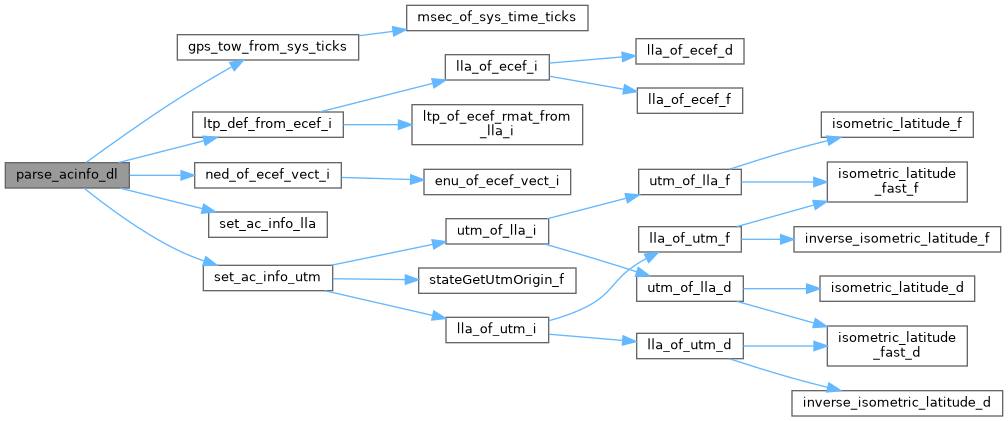 parse_acinfo_dl
gps_tow_from_sys_ticks
msec_of_sys_time_ticks
ltp_def_from_ecef_i
lla_of_ecef_i
lla_of_ecef_d
lla_of_ecef_f
ltp_of_ecef_rmat_from
_lla_i
ned_of_ecef_vect_i
enu_of_ecef_vect_i
set_ac_info_lla
set_ac_info_utm
utm_of_lla_i
stateGetUtmOrigin_f
lla_of_utm_i
utm_of_lla_f
lla_of_utm_f
utm_of_lla_d
lla_of_utm_d
isometric_latitude_f
isometric_latitude
_fast_f
inverse_isometric_latitude_f
isometric_latitude_d
isometric_latitude
_fast_d
inverse_isometric_latitude_d